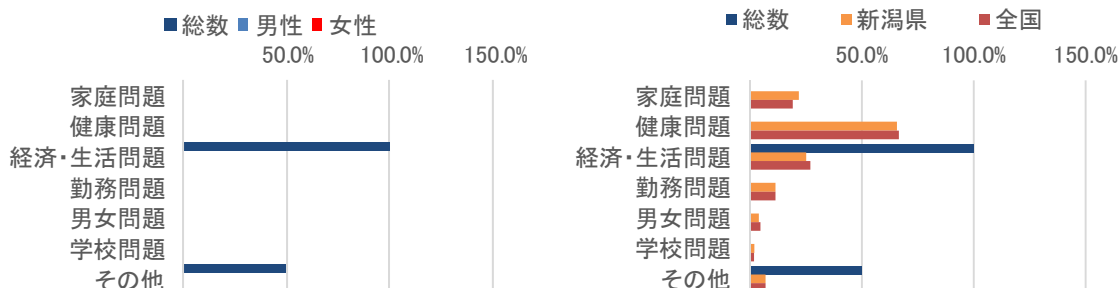 総数 男性 女性
50.0% 100.0% 150.0%
家庭問題
健康問題
経済・生活問題
勤務問題
男女問題
学校問題
その他
総数 新潟県 全国
50.0% 100.0% 150.0%
家庭問題
健康問題
経済・生活問題
勤務問題
男女問題
学校問題
その他